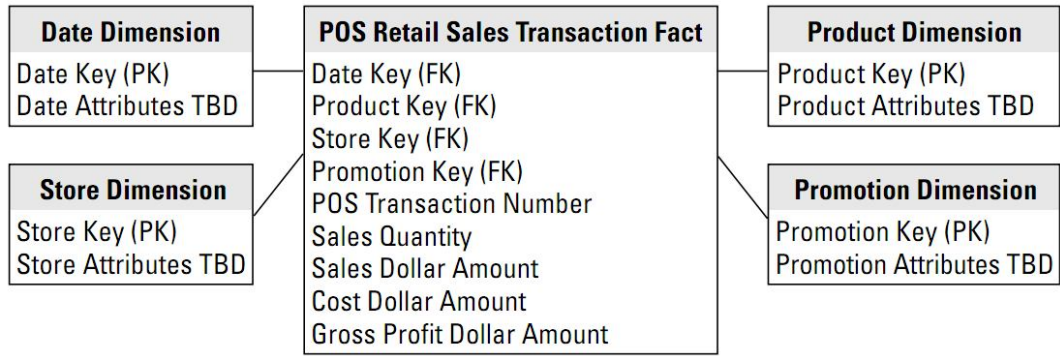 Date Dimension
Date Key (PK)
Date Attributes TBD
Store Dimension
Store Key (PK)
Store Attributes TBD
POS Retail Sales Transaction Fact
Date Key (FK)
Product Key (FK)
Store Key (FK)
Promotion Key (FK)
POS Transaction Number
Sales Quantity
Sales Dollar Amount
Cost Dollar Amount
Gross Profit Dollar Amount
Product Dimension
Product Key (PK)
Product Attributes TBD
Promotion Dimension
Promotion Key (PK)
Promotion Attributes TBD